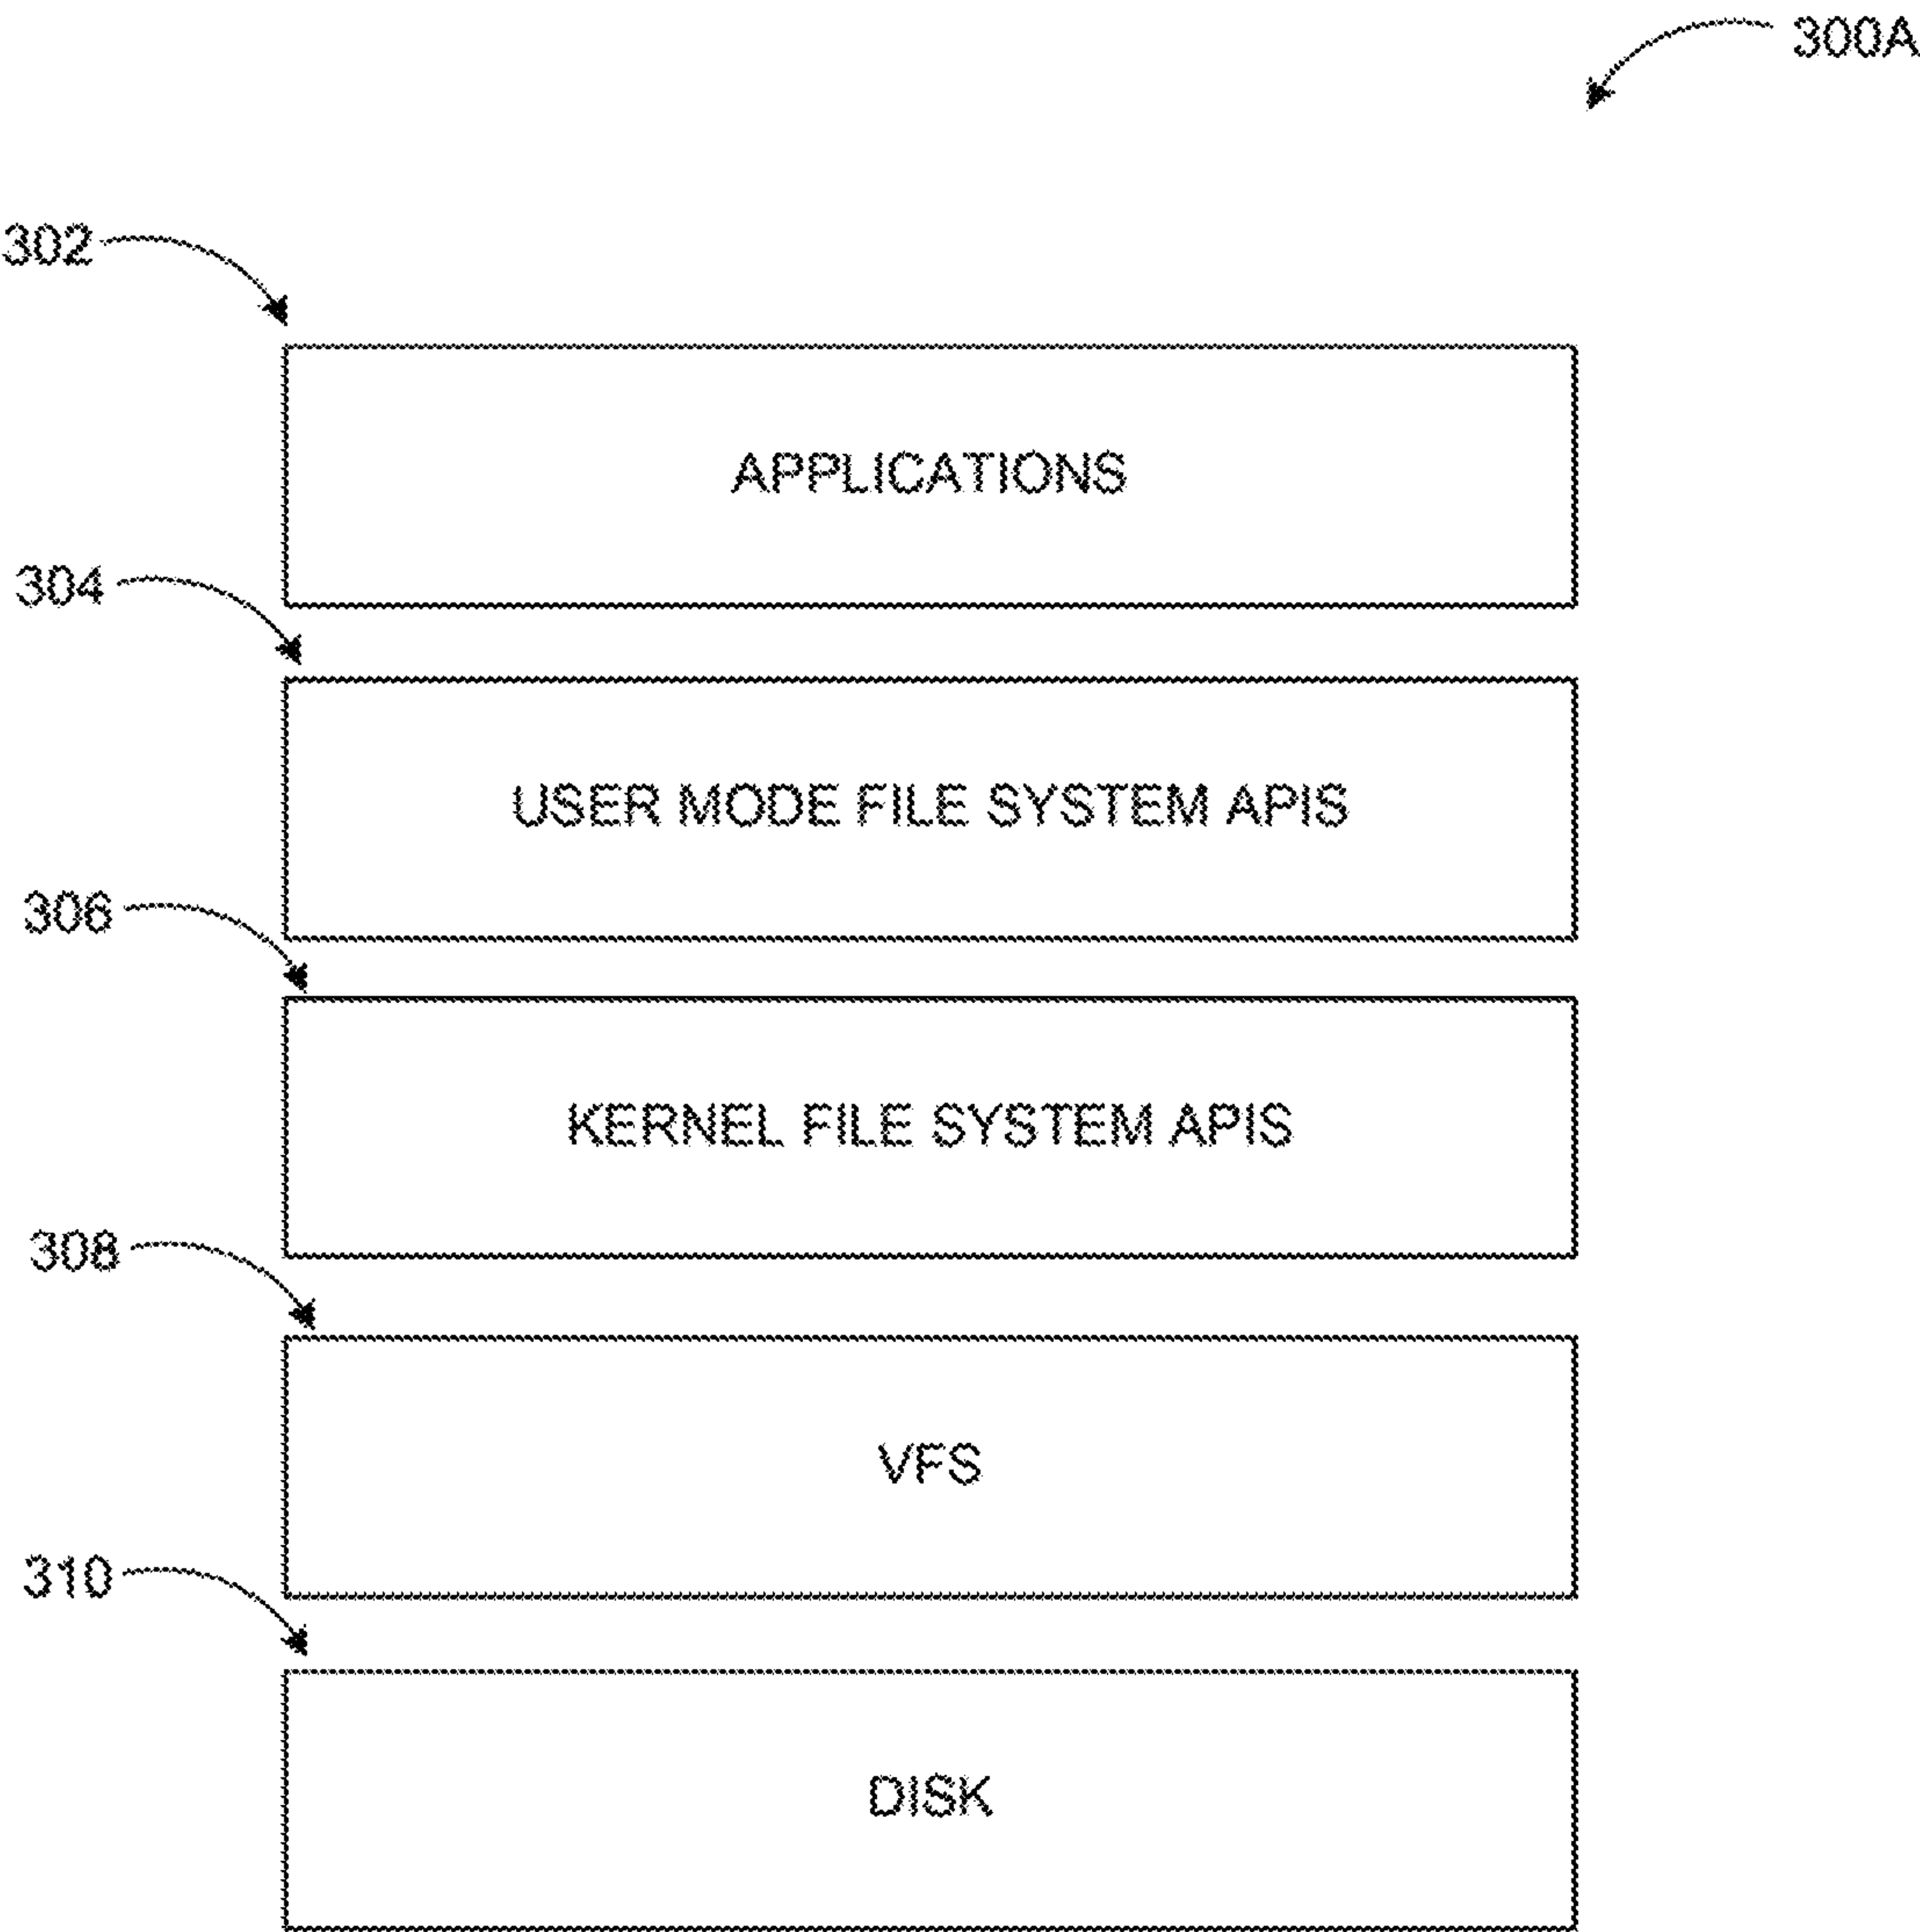 300A
302
APPLICATIONS
304
USER MODE FILE SYSTEM APIS
306
KERNEL FILE SYSTEM APIS
308
VFS
310
DISK